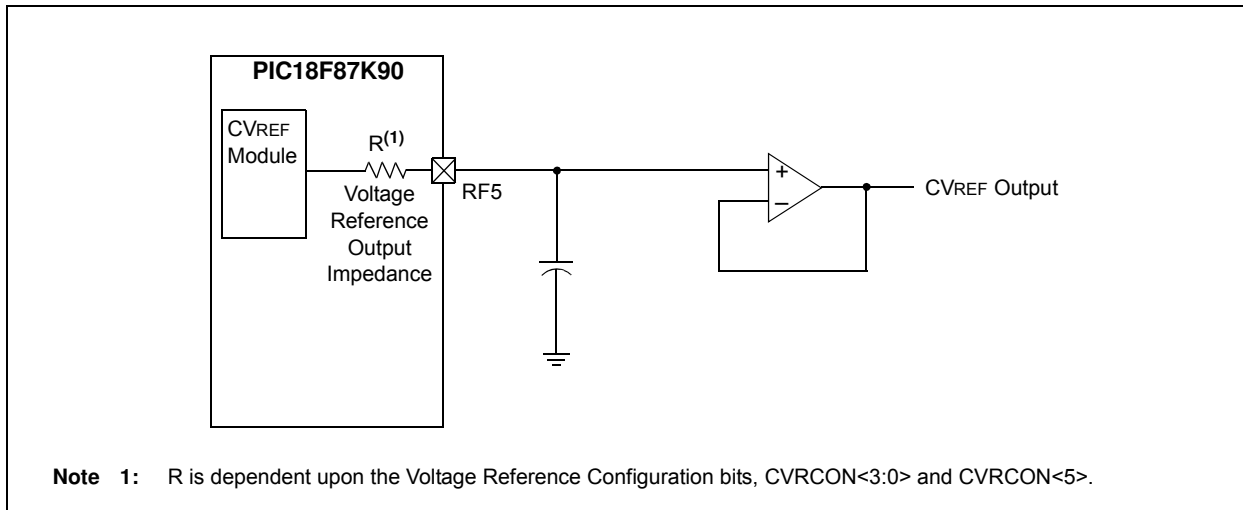 PIC18F87K90
CVREF
Module
R(1)
Voltage
Reference
Output
Impedance
RF5
+
–
CVREF Output
Note 1: R is dependent upon the Voltage Reference Configuration bits, CVRCON<3:0> and CVRCON<5>.